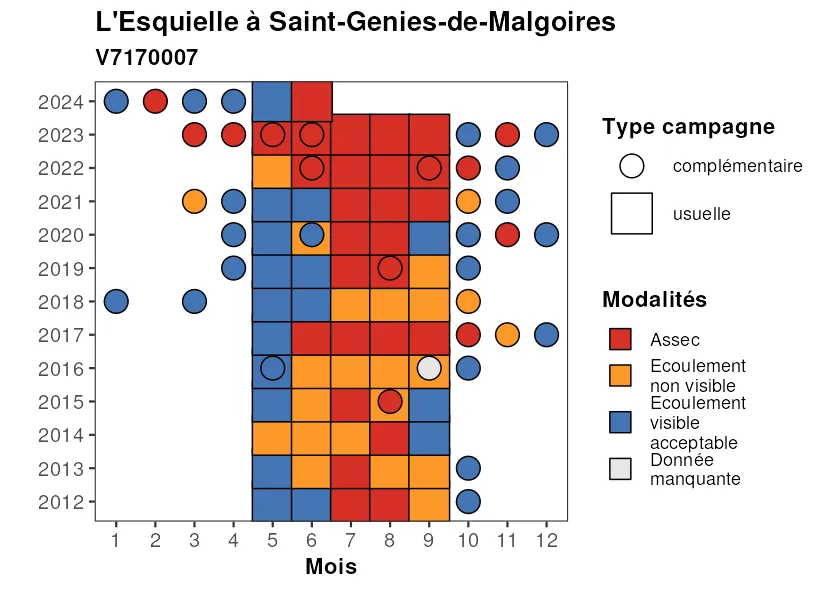 L'Esquielle à Saint-Genies-de-Malgoires
V7170007
2024
2023
2022
2021
2020
2019
2018
2017
2016
2015
2014
2013
2012
1 2 3 4 5 6 7 8 9 10 11 12
Mois
Type campagne
complémentaire
usuelle
Modalités
Assec
Ecoulement
non visible
Ecoulement
visible
acceptable
Donnée
manquante